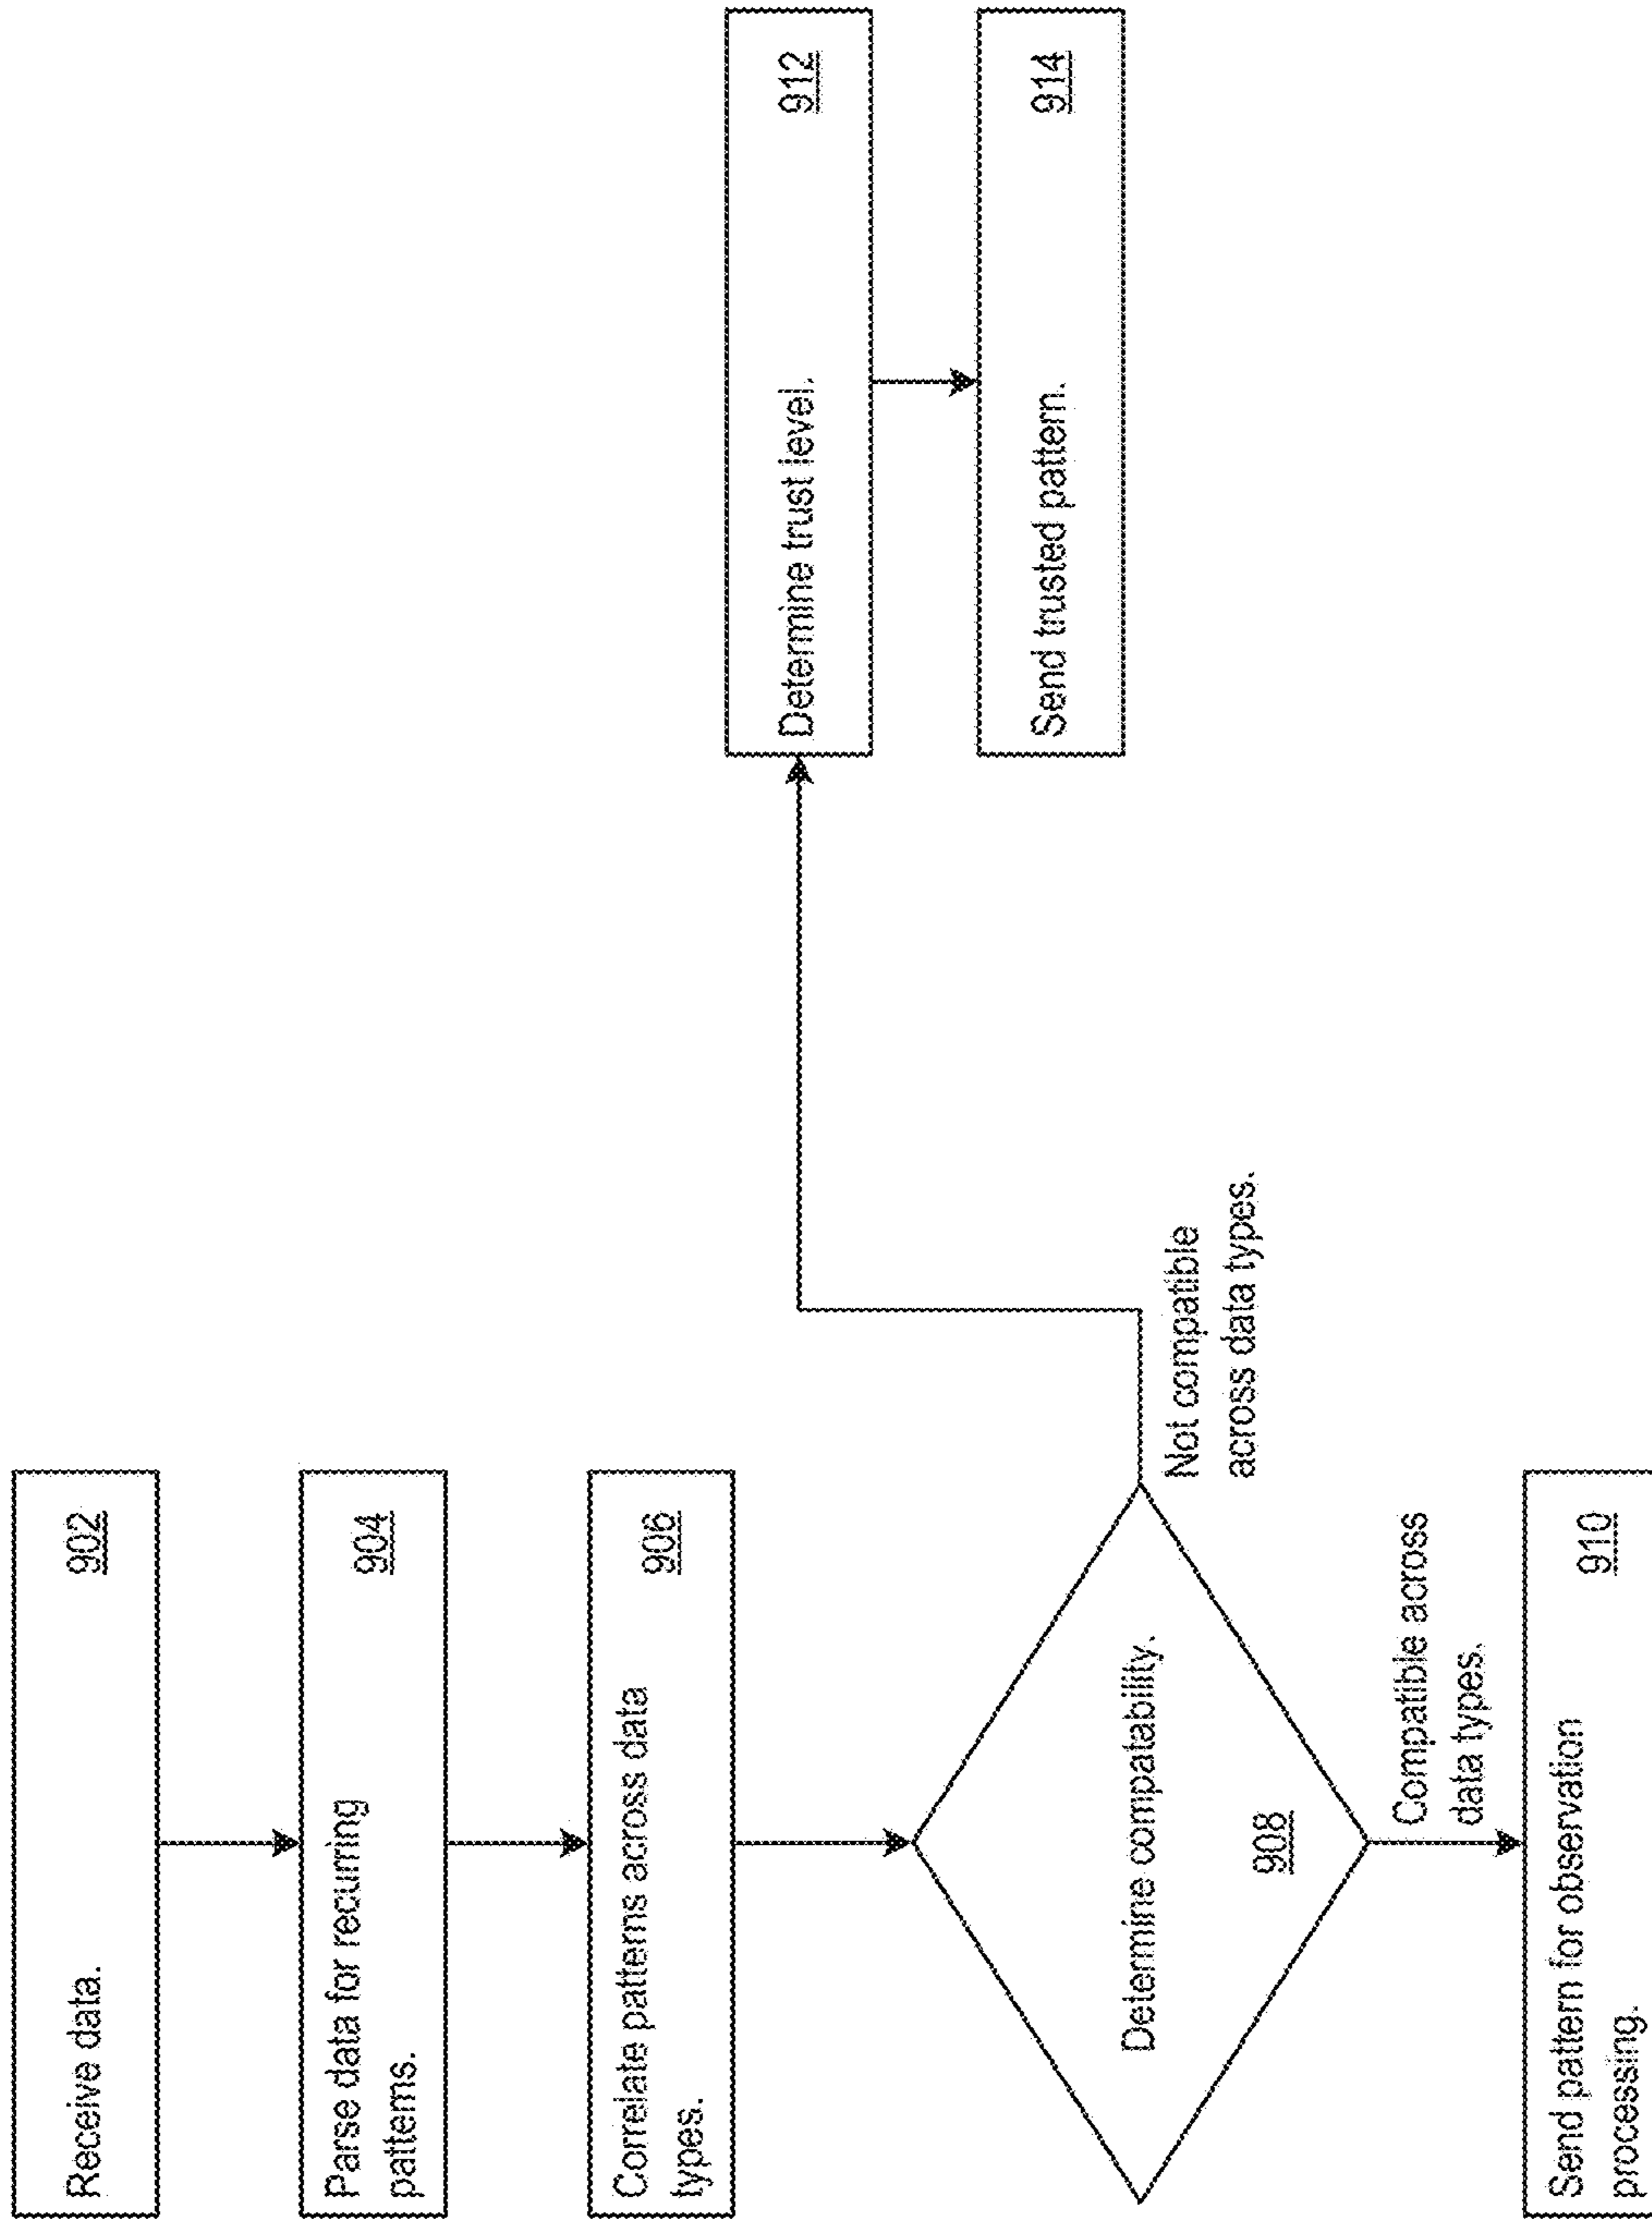 Receive data.
902
Parse data for recurring
patterns.
904
Correlate patterns across data
types.
906
Determine compatability.
908
Not compatible
across data types.
Compatible across
data types.
Send pattern for observation
processing.
910
Determine trust level.
912
Send trusted pattern.
914